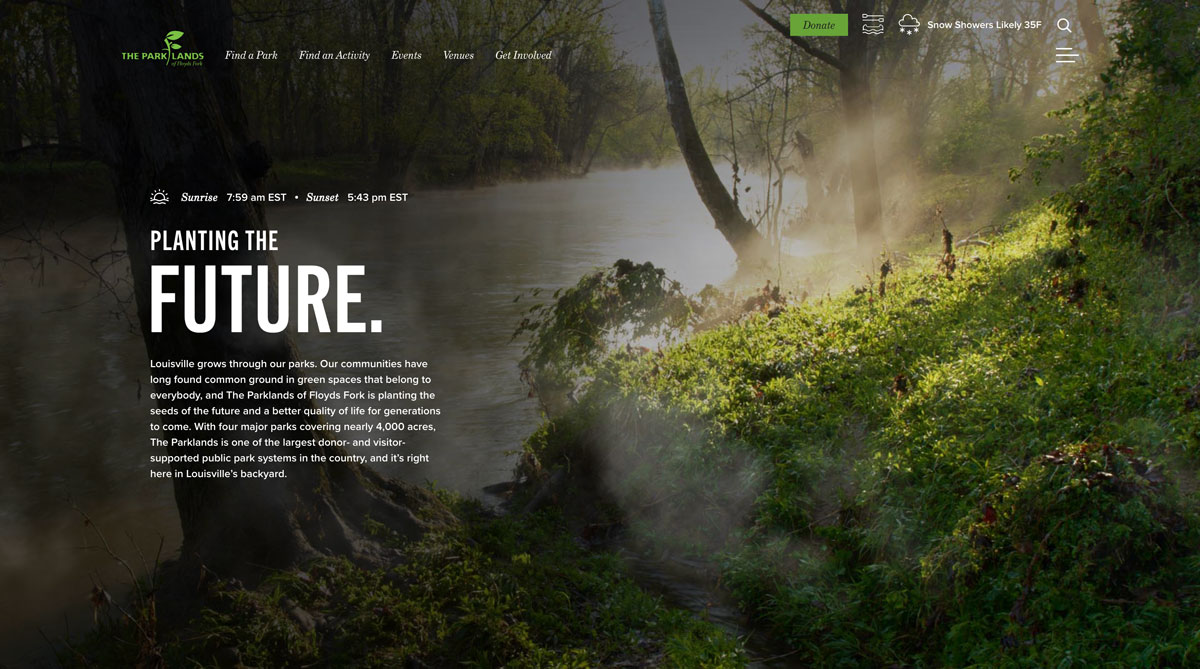 Donate
Snow Showers Likely 35F
THE PARKLANDS
of Floyds Fork
Find a Park
Find an Activity
Events
Venues
Get Involved
Sunrise 7:59 am EST • Sunset 5:43 pm EST
PLANTING THE
FUTURE.
Louisville grows through our parks. Our communities have
long found common ground in green spaces that belong to
everybody, and The Parklands of Floyds Fork is planting the
seeds of the future and a better quality of life for generations
to come. With four major parks covering nearly 4,000 acres,
The Parklands is one of the largest donor- and visitor-
supported public park systems in the country, and it's right
here in Louisville's backyard.